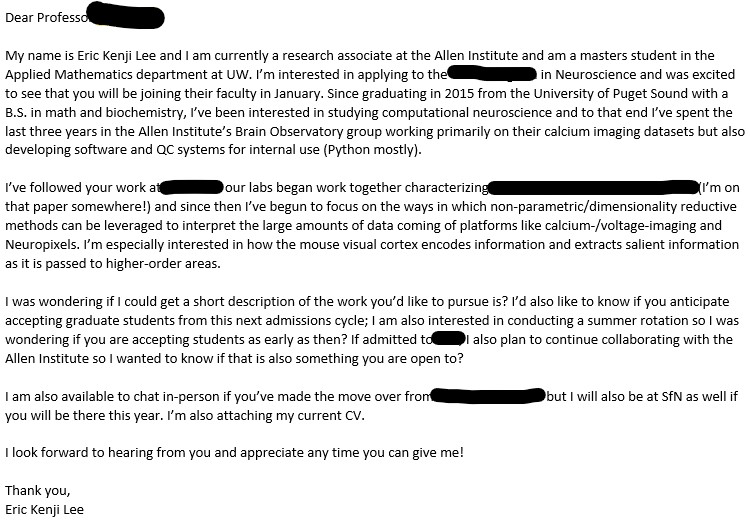 Dear Professo
My name is Eric Kenji Lee and I am currently a research associate at the Allen Institute and am a masters student in the
Applied Mathematics department at UW. I’m interested in applying to the in Neuroscience and was excited
to see that you will be joining their faculty in January. Since graduating in 2015 from the University of Puget Sound with a
B.S. in math and biochemistry, I’ve been interested in studying computational neuroscience and to that end I’ve spent the
last three years in the Allen Institute’s Brain Observatory group working primarily on their calcium imaging datasets but also
developing software and QC systems for internal use (Python mostly).
I’ve followed your work at our labs began work together characterizing (I’m on
that paper somewhere!) and since then I’ve begun to focus on the ways in which non-parametric/dimensionality reductive
methods can be leveraged to interpret the large amounts of data coming of platforms like calcium-/voltage-imaging and
Neuropixels. I’m especially interested in how the mouse visual cortex encodes information and extracts salient information
as it is passed to higher-order areas.
I was wondering if I could get a short description of the work you’d like to pursue is? I’d also like to know if you anticipate
accepting graduate students from this next admissions cycle; I am also interested in conducting a summer rotation so I was
wondering if you are accepting students as early as then? If admitted to I also plan to continue collaborating with the
Allen Institute so I wanted to know if that is also something you are open to?
I am also available to chat in-person if you’ve made the move over from but I will also be at SfN as well if
you will be there this year. I’m also attaching my current CV.
I look forward to hearing from you and appreciate any time you can give me!
Thank you,
Eric Kenji Lee